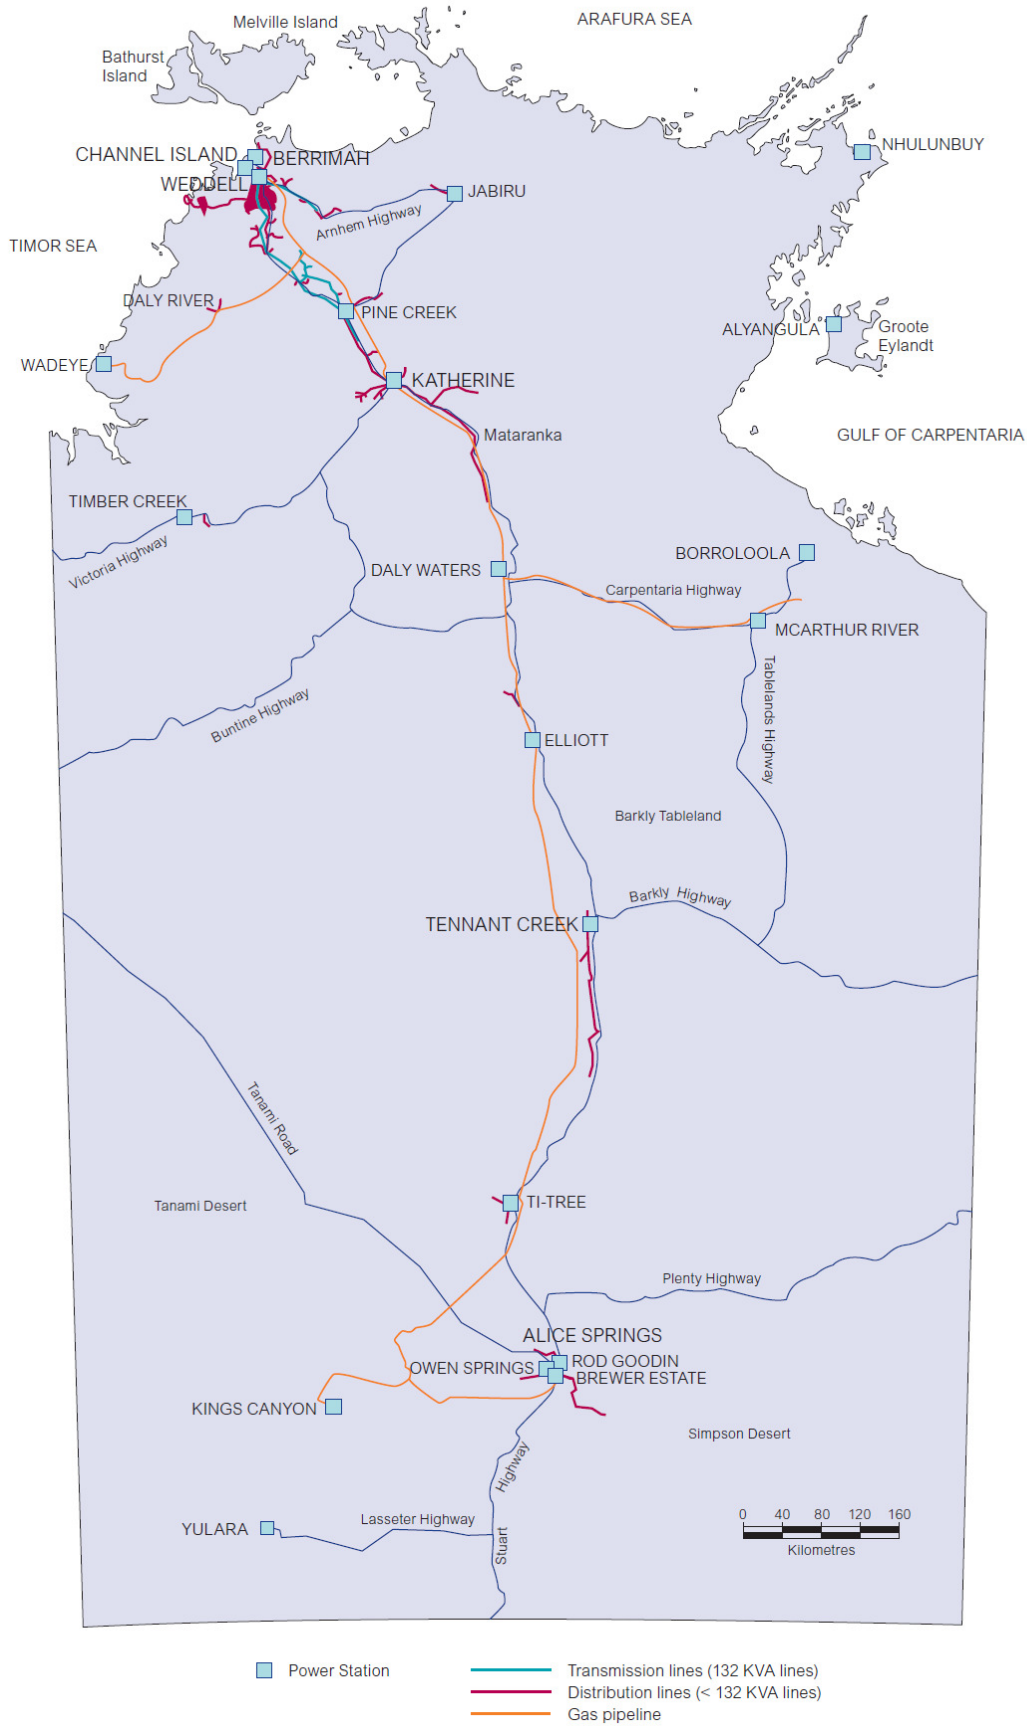 ARAFURA SEA
Melville Island
Bathurst
Island
CHANNEL ISLAND
BERRIMAH
NHULUNBUY
WEDDELL
JABIRU
Arnhem Highway
TIMOR SEA
DALY RIVER
PINE CREEK
ALYANGULA
Groote
Eylandt
WADEYE
KATHERINE
Mataranka
GULF OF CARPENTARIA
TIMBER CREEK
Victoria Highway
BORROLOOLA
DALY WATERS
Carpentaria Highway
MCARTHUR RIVER
Tablelands Highway
Buntine Highway
ELLIOTT
Barkly Tableland
Barkly Highway
TENNANT CREEK
Tanami Road
Tanami Desert
TI-TREE
Plenty Highway
ALICE SPRINGS
ROD GOODIN
OWEN SPRINGS
BREWER ESTATE
KINGS CANYON
Simpson Desert
Stuart Highway
YULARA
Lasseter Highway
0 40 80 120 160
Kilometres
Power Station
Transmission lines (132 KVA lines)
Distribution lines (< 132 KVA lines)
Gas pipeline